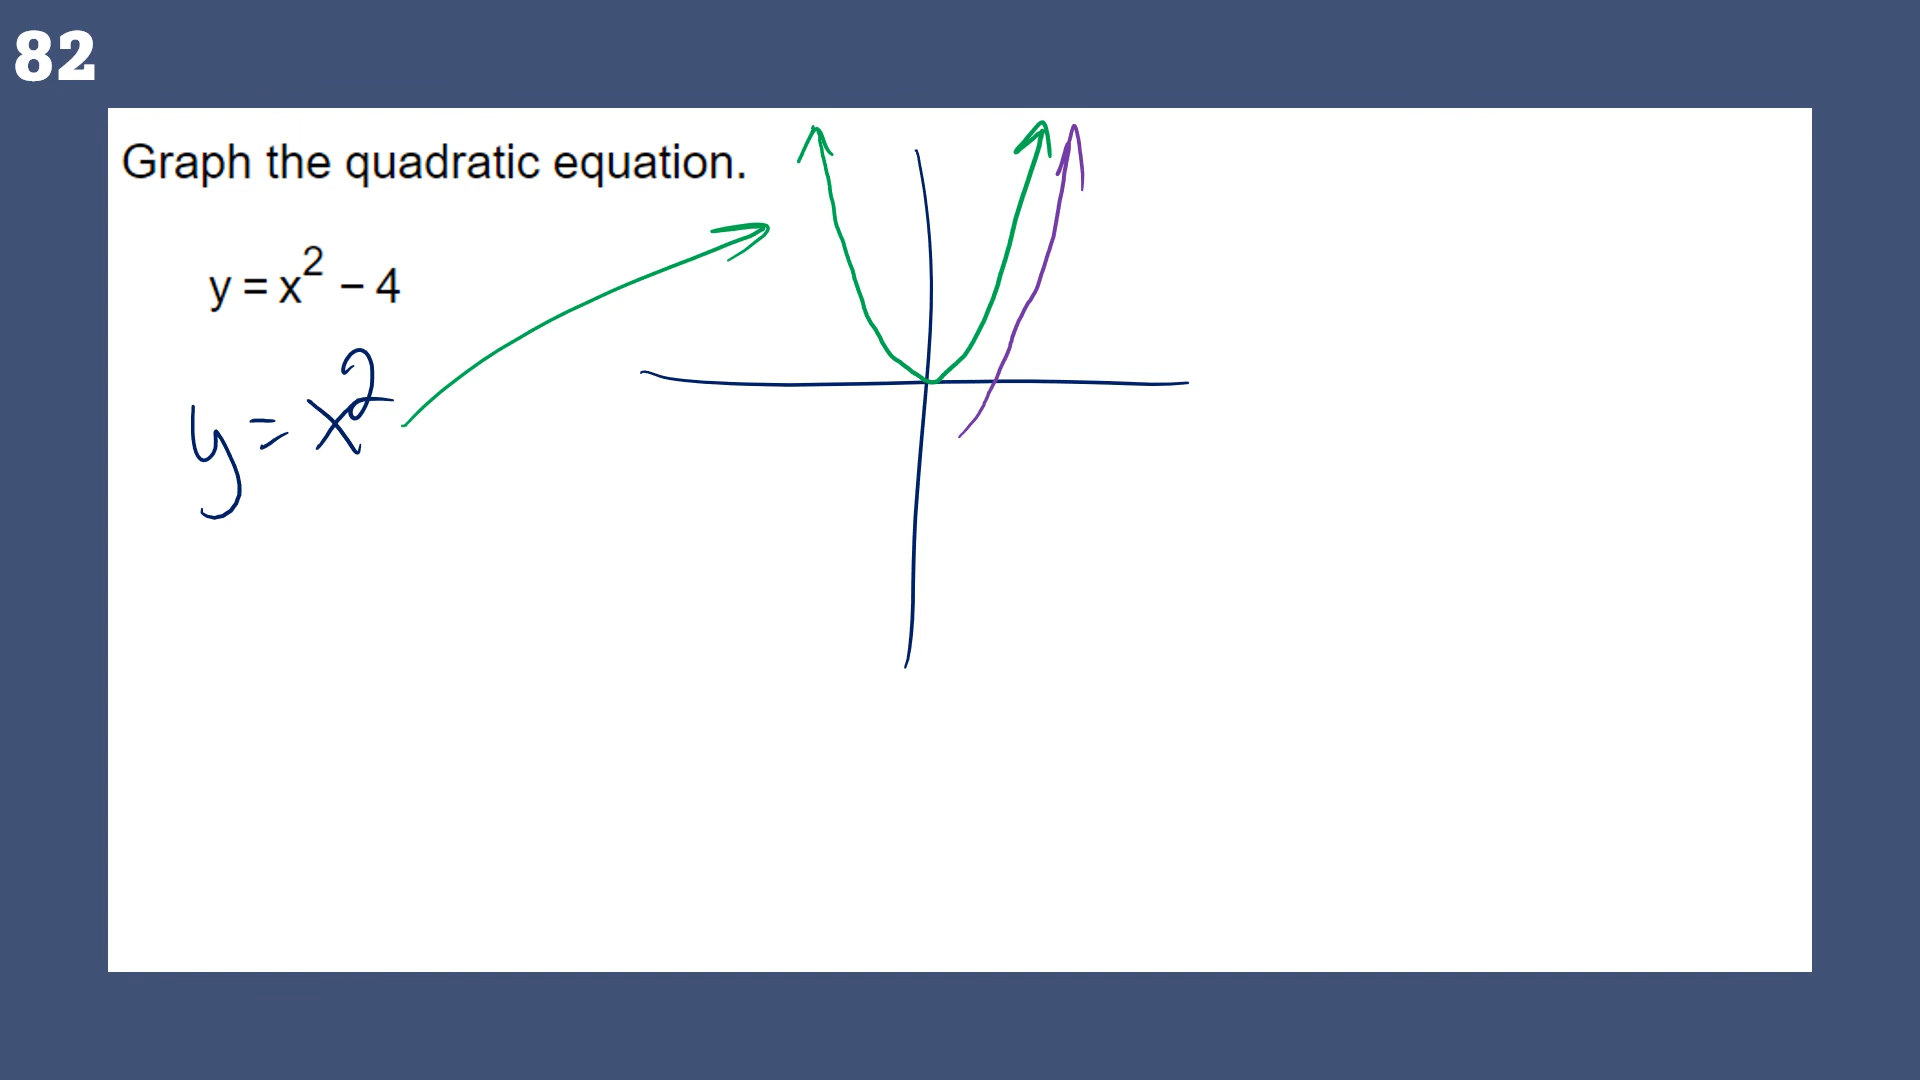 82
Graph the quadratic equation.
y = x² − 4
y = x²